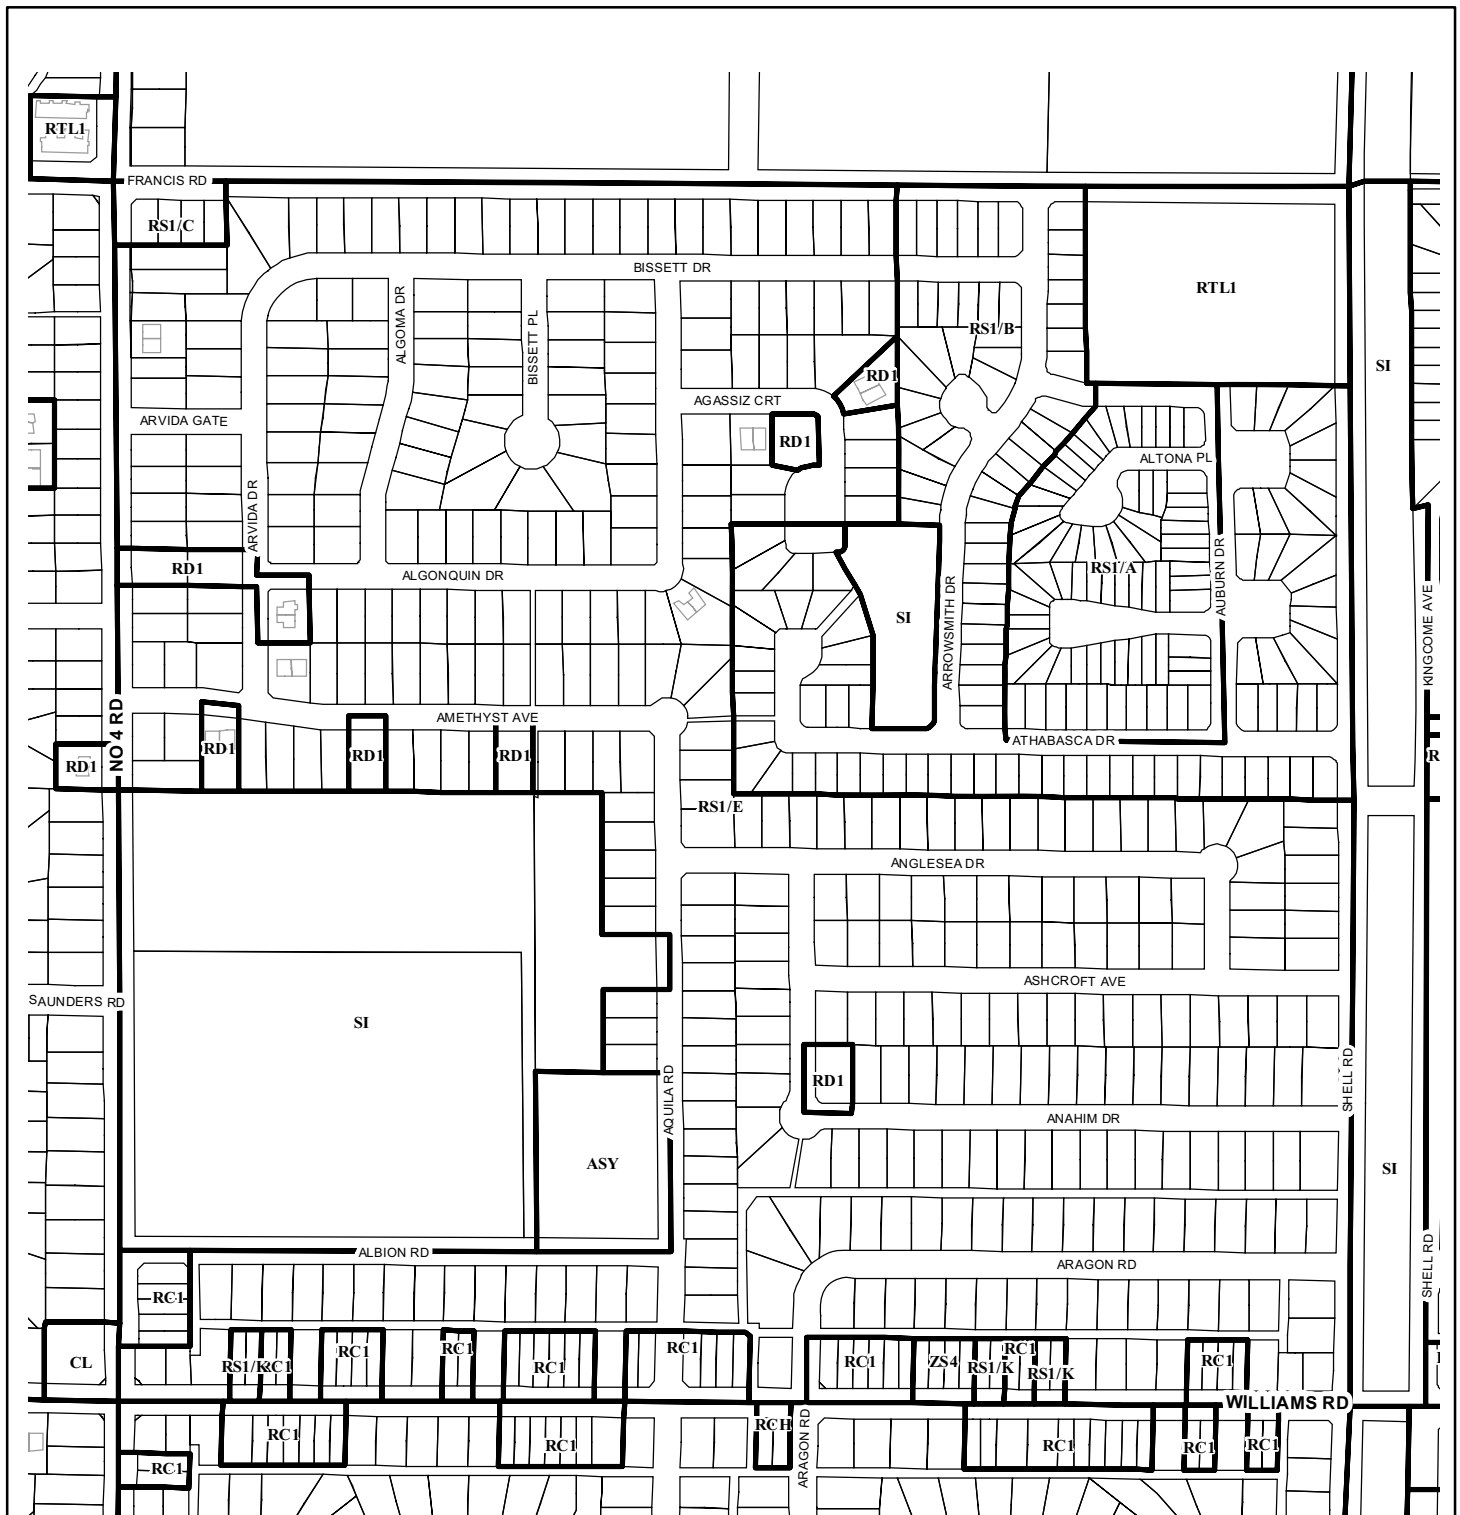 RTL1
FRANCIS RD
RS1/C
BISSETT DR
RTL1
ALGOMA DR
BISSETT PL
RS1/B
SI
RD1
AGASSIZ CRT
ARVIDA GATE
RD1
ALTONA PL
ARVIDA DR
RD1
ALGONQUIN DR
RS1/A
AUBURN DR
ARROWSMITH DR
SI
KINGCOME AVE
NO 4 RD
AMETHYST AVE
ATHABASCA DR
RD1
RD1
RD1
RD1
RS1/E
ANGLESEA DR
ASHCROFT AVE
SAUNDERS RD
SI
RD1
SHELL RD
AQUILA RD
ANAHIM DR
ASY
SI
ALBION RD
ARAGON RD
SHELL RD
RC1
CL
RS1/K
RC1
RC1
RC1
RC1
RC1
RC1
ZS4
RS1/K
RC1
RS1/K
RC1
WILLIAMS RD
RC1
RC1
RCH
ARAGON RD
RC1
RC1
RC1
RC1